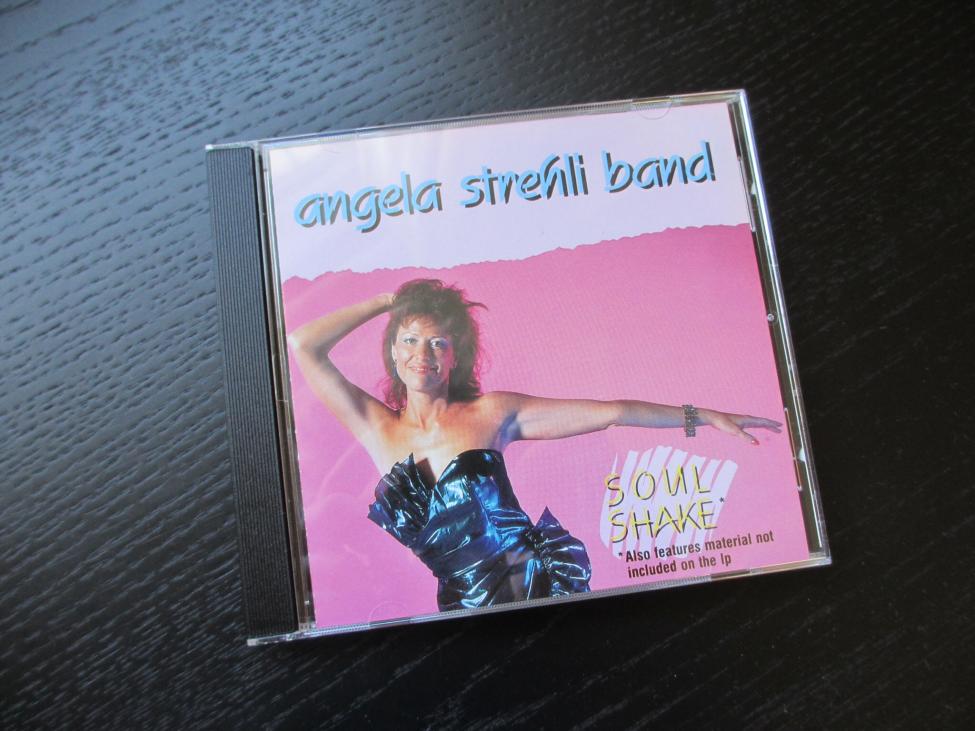 angela strehli band
SOUL
SHAKE*
*Also features material not
included on the lp